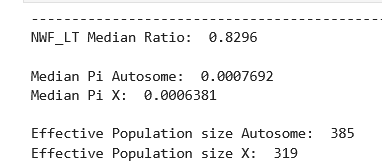 --------------------------------------------
NWF_LT Median Ratio:  0.8296
Median Pi Autosome:  0.0007692
Median Pi X:  0.0006381
Effective Population size Autosome:  385
Effective Population size X:  319